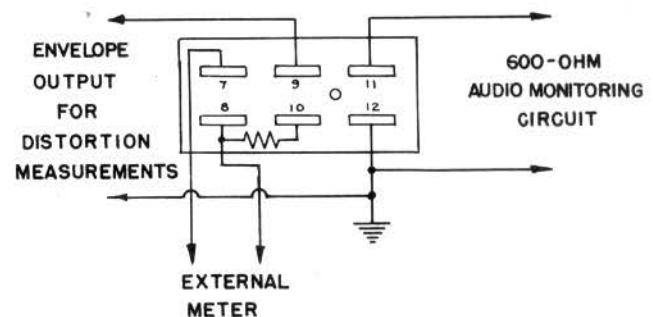 ENVELOPE
OUTPUT
FOR
DISTORTION
MEASUREMENTS
7
9
11
8
10
12
600-OHM
AUDIO MONITORING
CIRCUIT
EXTERNAL
METER